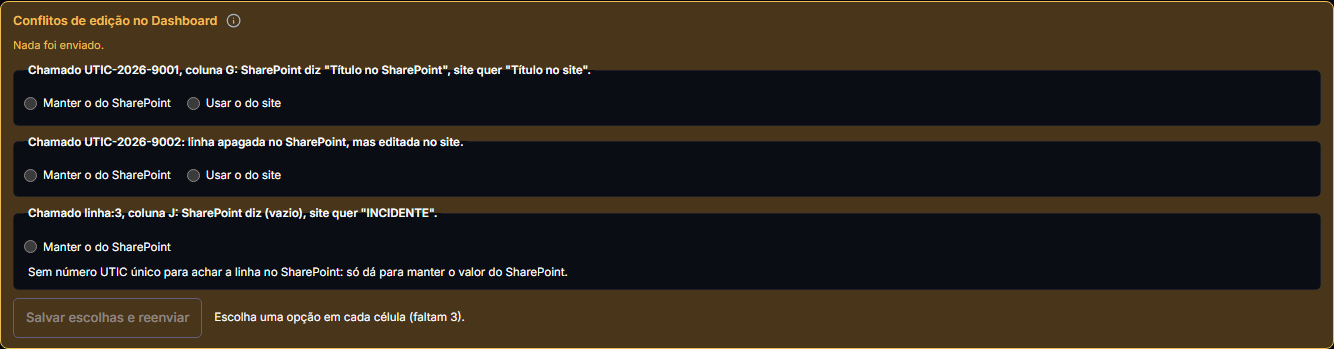 Conflitos de edição no Dashboard
Nada foi enviado.
Chamado UTIC-2026-9001, coluna G: SharePoint diz "Título no SharePoint", site quer "Título no site".
Manter o do SharePoint Usar o do site
Chamado UTIC-2026-9002: linha apagada no SharePoint, mas editada no site.
Manter o do SharePoint Usar o do site
Chamado linha:3, coluna J: SharePoint diz (vazio), site quer "INCIDENTE".
Manter o do SharePoint
Sem número UTIC único para achar a linha no SharePoint: só dá para manter o valor do SharePoint.
Salvar escolhas e reenviar Escolha uma opção em cada célula (faltam 3).